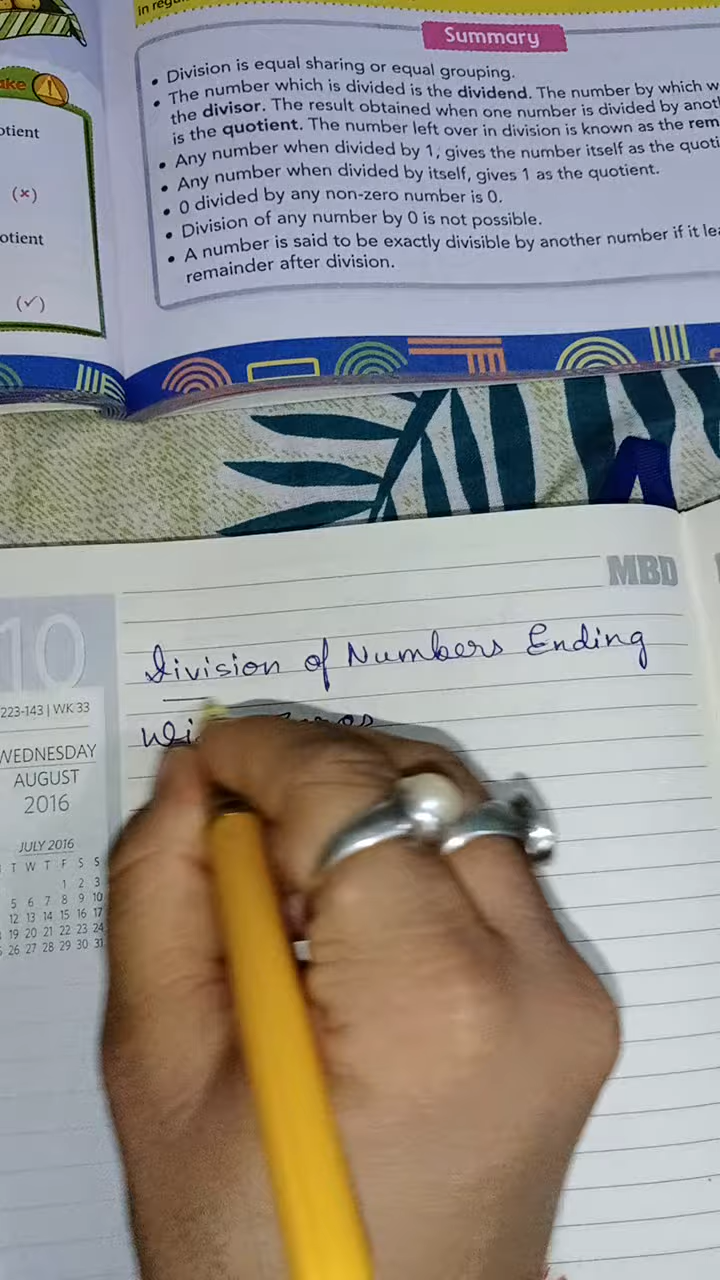 in regu
Summary
• Division is equal sharing or equal grouping.
• The number which is divided is the dividend. The number by which w
the divisor. The result obtained when one number is divided by anot
is the quotient. The number left over in division is known as the rem
• Any number when divided by 1, gives the number itself as the quoti
• Any number when divided by itself, gives 1 as the quotient.
• 0 divided by any non-zero number is 0.
• Division of any number by 0 is not possible.
• A number is said to be exactly divisible by another number if it lea
remainder after division.
ake
otient
(×)
otient
(✓)
MBD
10
223-143 | WK 33
WEDNESDAY
AUGUST
2016
JULY 2016
T W T F S S
1 2 3
5 6 7 8 9 10
12 13 14 15 16 17
19 20 21 22 23 24
26 27 28 29 30 31
Division of Numbers Ending